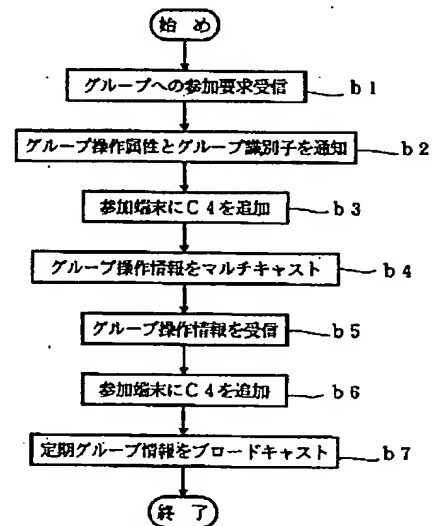 始め
グループへの参加要求受信 b1
グループ操作属性とグループ識別子を通知 b2
参加端末にC4を追加 b3
グループ操作情報をマルチキャスト b4
グループ操作情報を受信 b5
参加端末にC4を追加 b6
定期グループ情報をブロードキャスト b7
終了